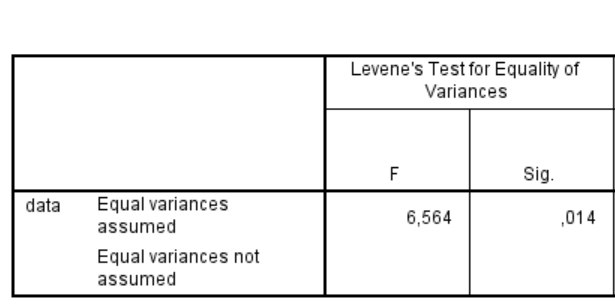 Levene's Test for Equality of
Variances
F
Sig.
data
Equal variances
assumed
6,564
,014
Equal variances not
assumed